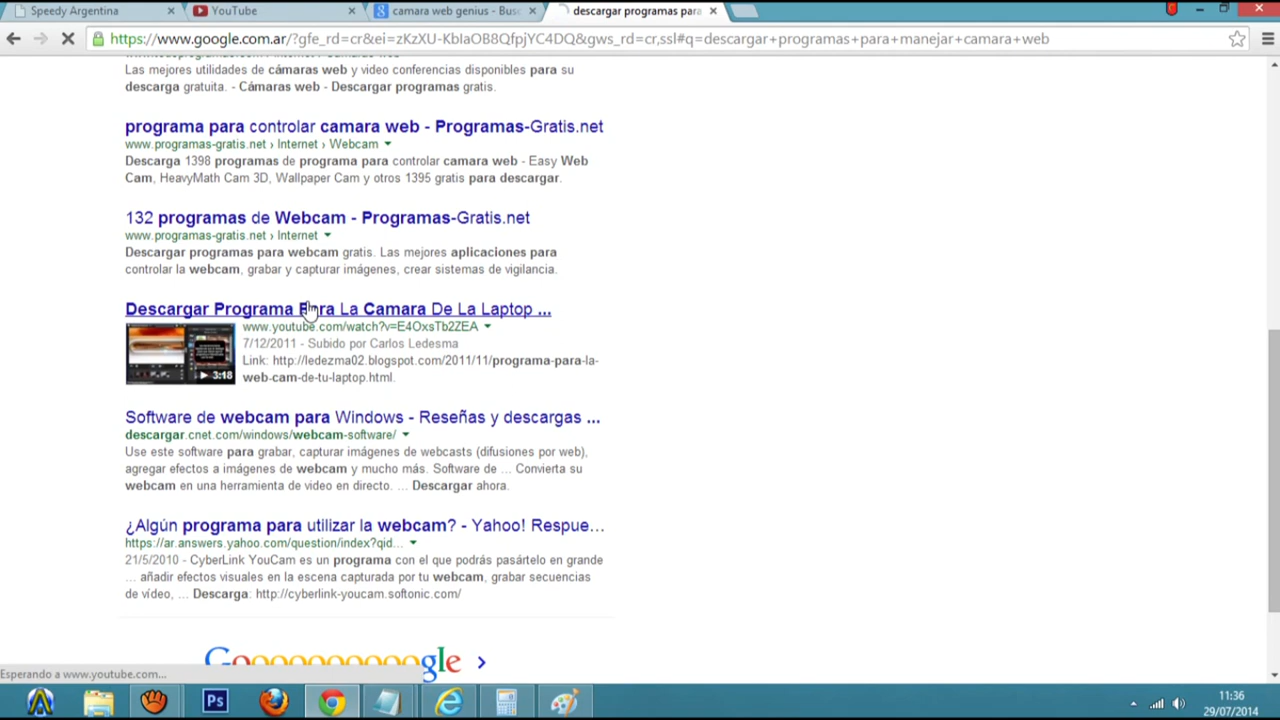 Speedy Argentina
YouTube
camara web genius - Bus
descargar programas para
https://www.google.com.ar/?gfe_rd=cr&ei=zKzXU-KbIaOB8QfpjYC4DQ&gws_rd=cr,ssl#q=descargar+programas+para+manejar+camara+web
Las mejores utilidades de cámaras web y video conferencias disponibles para su
descarga gratuita. - Cámaras web - Descargar programas gratis.
programa para controlar camara web - Programas-Gratis.net
www.programas-gratis.net › Internet › Webcam
Descarga 1398 programas de programa para controlar camara web - Easy Web
Cam, HeavyMath Cam 3D, Wallpaper Cam y otros 1395 gratis para descargar.
132 programas de Webcam - Programas-Gratis.net
www.programas-gratis.net › Internet
Descargar programas para webcam gratis. Las mejores aplicaciones para
controlar la webcam, grabar y capturar imágenes, crear sistemas de vigilancia.
Descargar Programa Para La Camara De La Laptop ...
www.youtube.com/watch?v=E4OxsTb2ZEA
7/12/2011 - Subido por Carlos Ledesma
Link: http://ledezma02.blogspot.com/2011/11/programa-para-la-
web-cam-de-tu-laptop.html.
3:18
Software de webcam para Windows - Reseñas y descargas ...
descargar.cnet.com/windows/webcam-software/
Use este software para grabar, capturar imágenes de webcasts (difusiones por web),
agregar efectos a imágenes de webcam y mucho más. Software de ... Convierta su
webcam en una herramienta de video en directo. ... Descargar ahora.
¿Algún programa para utilizar la webcam? - Yahoo! Respue...
https://ar.answers.yahoo.com/question/index?qid...
21/5/2010 - CyberLink YouCam es un programa con el que podrás pasártelo en grande
... añadir efectos visuales en la escena capturada por tu webcam, grabar secuencias
de vídeo, ... Descarga: http://cyberlink-youcam.softonic.com/
Goooooooooogle
Esperando a www.youtube.com...
Ps
11:36
29/07/2014